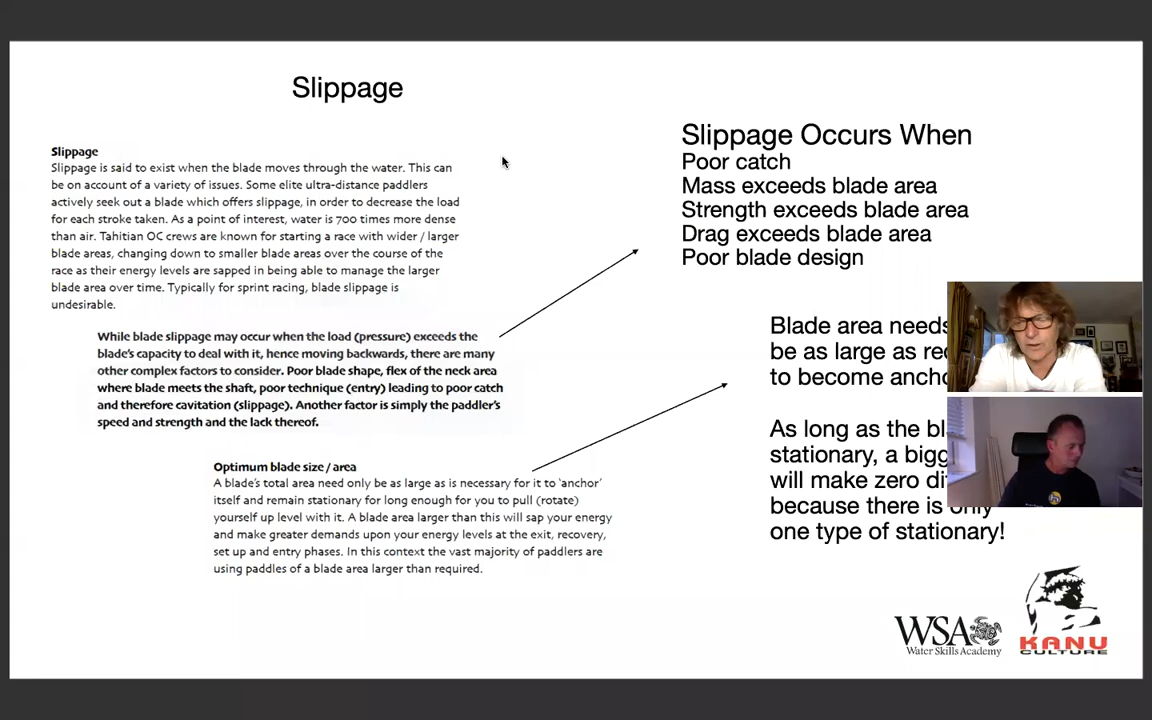 Slippage
Slippage
Slippage is said to exist when the blade moves through the water. This can
be on account of a variety of issues. Some elite ultra-distance paddlers
actively seek out a blade which offers slippage, in order to decrease the load
for each stroke taken. As a point of interest, water is 700 times more dense
than air. Tahitian OC crews are known for starting a race with wider / larger
blade areas, changing down to smaller blade areas over the course of the
race as their energy levels are sapped in being able to manage the larger
blade area over time. Typically for sprint racing, blade slippage is
undesirable.
While blade slippage may occur when the load (pressure) exceeds the
blade's capacity to deal with it, hence moving backwards, there are many
other complex factors to consider. Poor blade shape, flex of the neck area
where blade meets the shaft, poor technique (entry) leading to poor catch
and therefore cavitation (slippage). Another factor is simply the paddler's
speed and strength and the lack thereof.
Optimum blade size / area
A blade's total area need only be as large as is necessary for it to 'anchor'
itself and remain stationary for long enough for you to pull (rotate)
yourself up level with it. A blade area larger than this will sap your energy
and make greater demands upon your energy levels at the exit, recovery,
set up and entry phases. In this context the vast majority of paddlers are
using paddles of a blade area larger than required.
Slippage Occurs When
Poor catch
Mass exceeds blade area
Strength exceeds blade area
Drag exceeds blade area
Poor blade design
Blade area needs
be as large as
to become
As long as the
stationary, a
will make zero
because there is only
one type of stationary!
WSA
Water Skills Academy
KANU
CULTURE